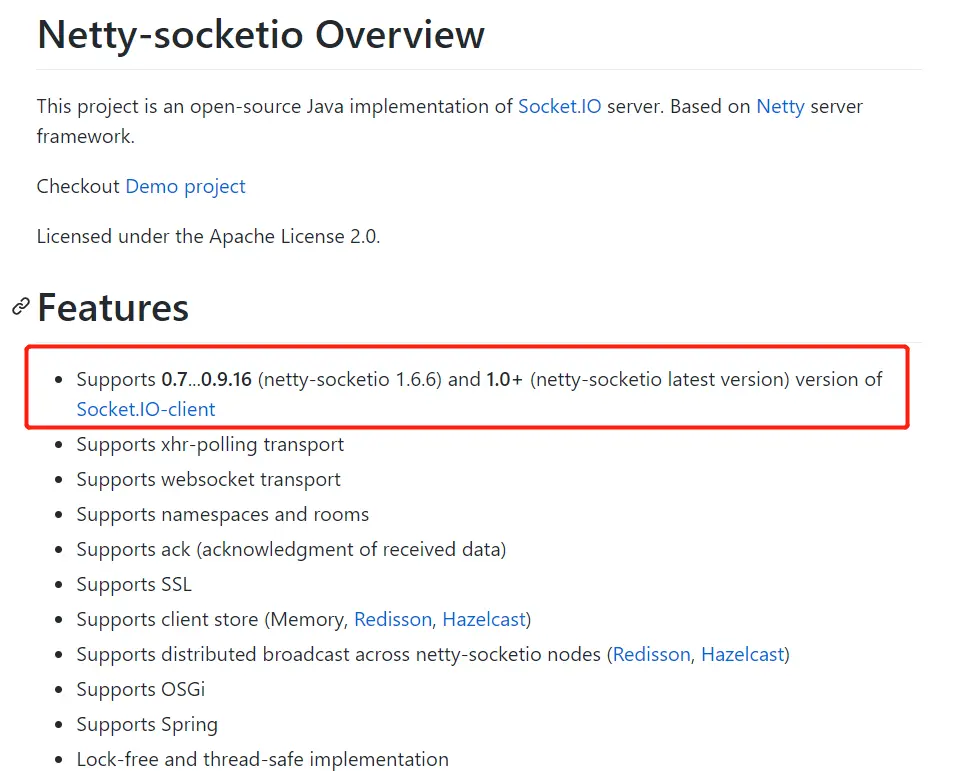 Netty-socketio Overview
This project is an open-source Java implementation of Socket.IO server. Based on Netty server
framework.
Checkout Demo project
Licensed under the Apache License 2.0.
Features
• Supports 0.7...0.9.16 (netty-socketio 1.6.6) and 1.0+ (netty-socketio latest version) version of
Socket.IO-client
• Supports xhr-polling transport
• Supports websocket transport
• Supports namespaces and rooms
• Supports ack (acknowledgment of received data)
• Supports SSL
• Supports client store (Memory, Redisson, Hazelcast)
• Supports distributed broadcast across netty-socketio nodes (Redisson, Hazelcast)
• Supports OSGi
• Supports Spring
• Lock-free and thread-safe implementation